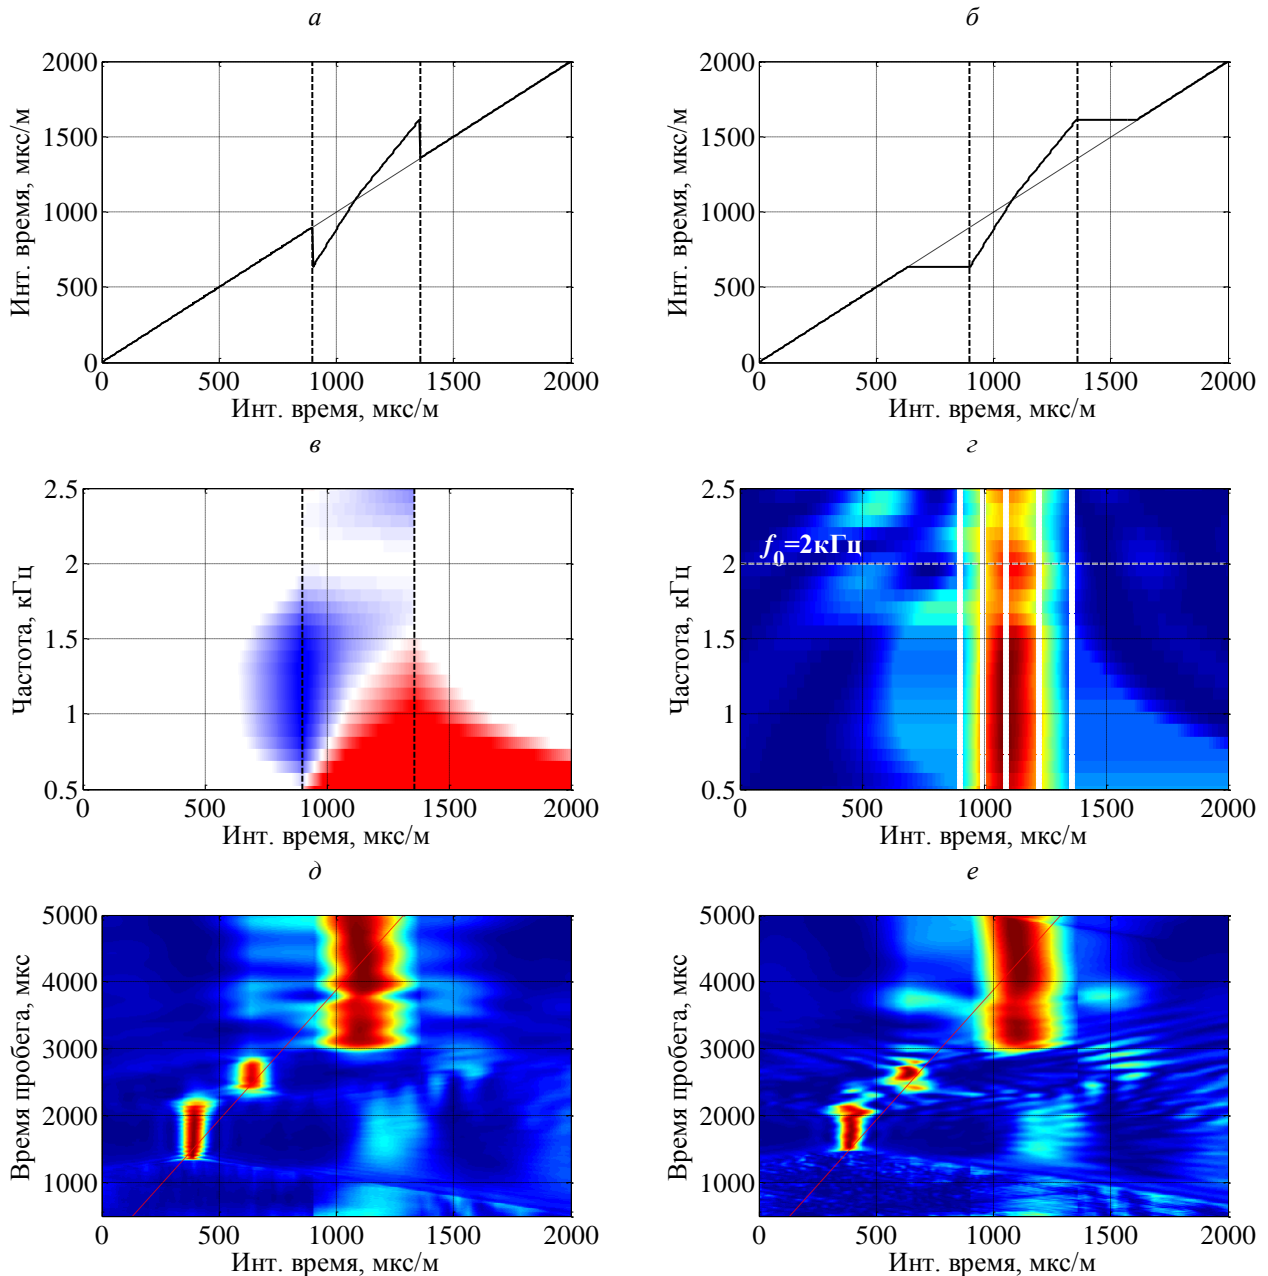 а
б
Инт. время, мкс/м
2000
1500
1000
500
0
0 500 1000 1500 2000
Инт. время, мкс/м
Инт. время, мкс/м
2000
1500
1000
500
0
0 500 1000 1500 2000
Инт. время, мкс/м
в
г
Частота, кГц
2.5
2
1.5
1
0.5
0 500 1000 1500 2000
Инт. время, мкс/м
Частота, кГц
2.5
2
1.5
1
0.5
f0=2кГц
0 500 1000 1500 2000
Инт. время, мкс/м
д
е
Время пробега, мкс
5000
4000
3000
2000
1000
0 500 1000 1500 2000
Инт. время, мкс/м
Время пробега, мкс
5000
4000
3000
2000
1000
0 500 1000 1500 2000
Инт. время, мкс/м